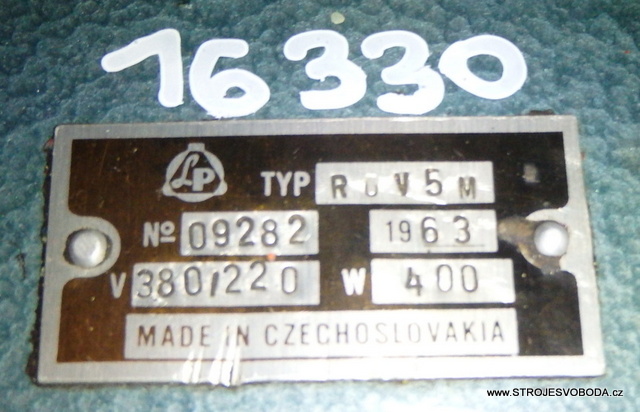 16330
LP TYP R U V 5 M
Nº 09282 1963
V 380/220 W 400
MADE IN CZECHOSLOVAKIA
www.STROJESVOBODA.cz